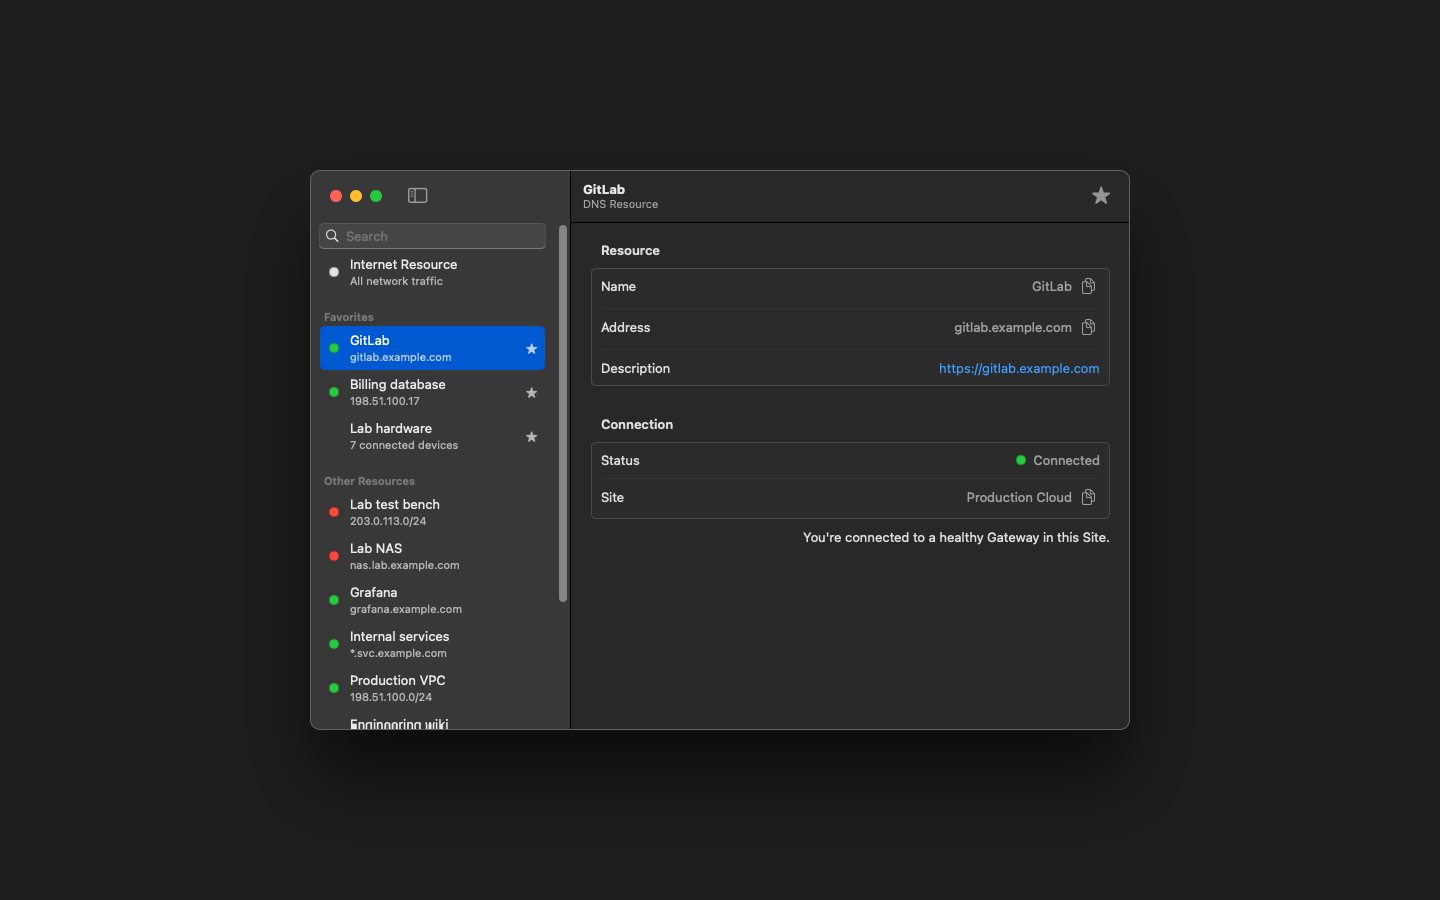 Search
Internet Resource
All network traffic
Favorites
GitLab
gitlab.example.com
Billing database
198.51.100.17
Lab hardware
7 connected devices
Other Resources
Lab test bench
203.0.113.0/24
Lab NAS
nas.lab.example.com
Grafana
grafana.example.com
Internal services
*.svc.example.com
Production VPC
198.51.100.0/24
Engineering wiki
GitLab
DNS Resource
Resource
Name GitLab
Address gitlab.example.com
Description https://gitlab.example.com
Connection
Status Connected
Site Production Cloud
You're connected to a healthy Gateway in this Site.